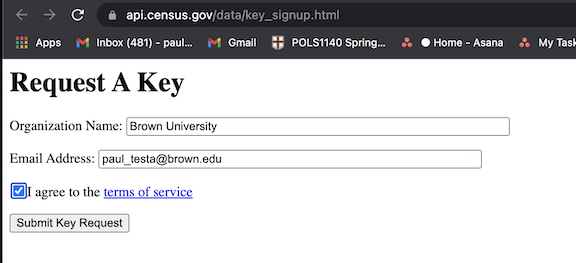 api.census.gov/data/key_signup.html
Apps Inbox (481) - paul... Gmail POLS1140 Spring... Home - Asana My Task
Request A Key
Organization Name: Brown University
Email Address: paul_testa@brown.edu
I agree to the terms of service
Submit Key Request